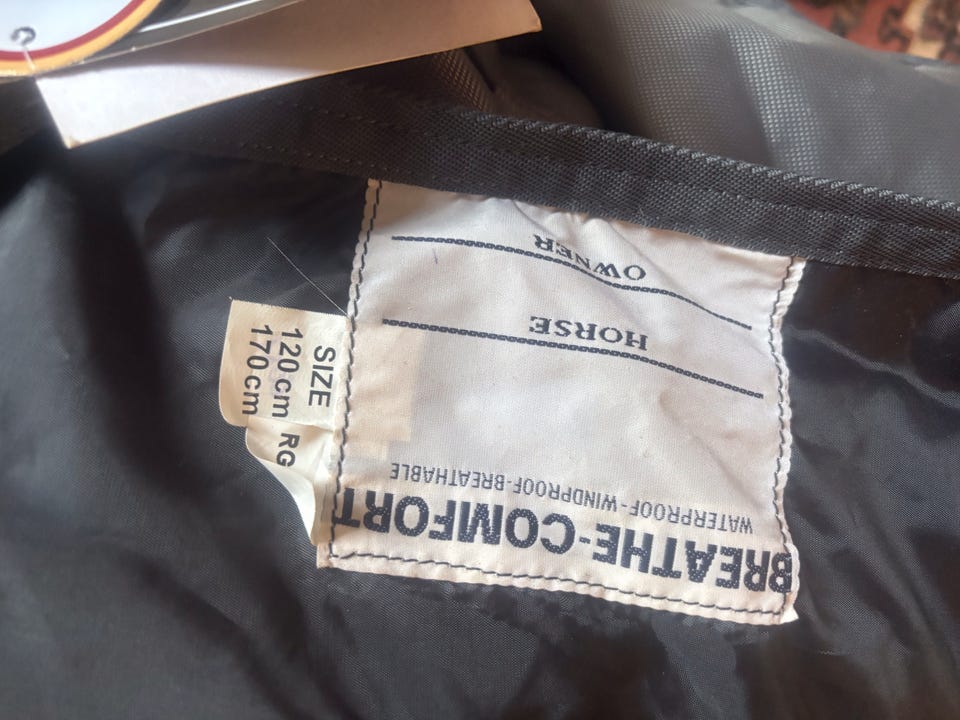 BREATHE-COMFORT
WATERPROOF-WINDPROOF-BREATHABLE
HORSE
OWNER
SIZE
120 cm RG
170 cm